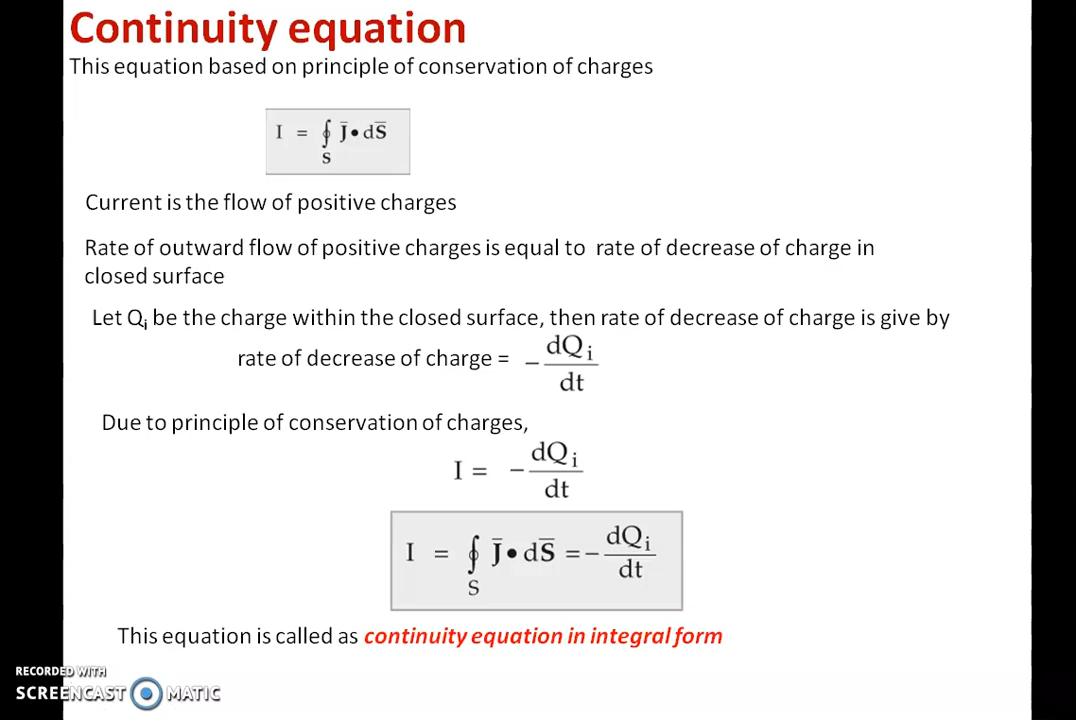 Continuity equation
This equation based on principle of conservation of charges
I = ∮ J̄ • dS̄
S
Current is the flow of positive charges
Rate of outward flow of positive charges is equal to rate of decrease of charge in
closed surface
Let Qᵢ be the charge within the closed surface, then rate of decrease of charge is give by
rate of decrease of charge = − dQᵢ/dt
Due to principle of conservation of charges,
I = − dQᵢ/dt
I = ∮ J̄ • dS̄ = − dQᵢ/dt
S
This equation is called as continuity equation in integral form
RECORDED WITH
SCREENCAST MATIC